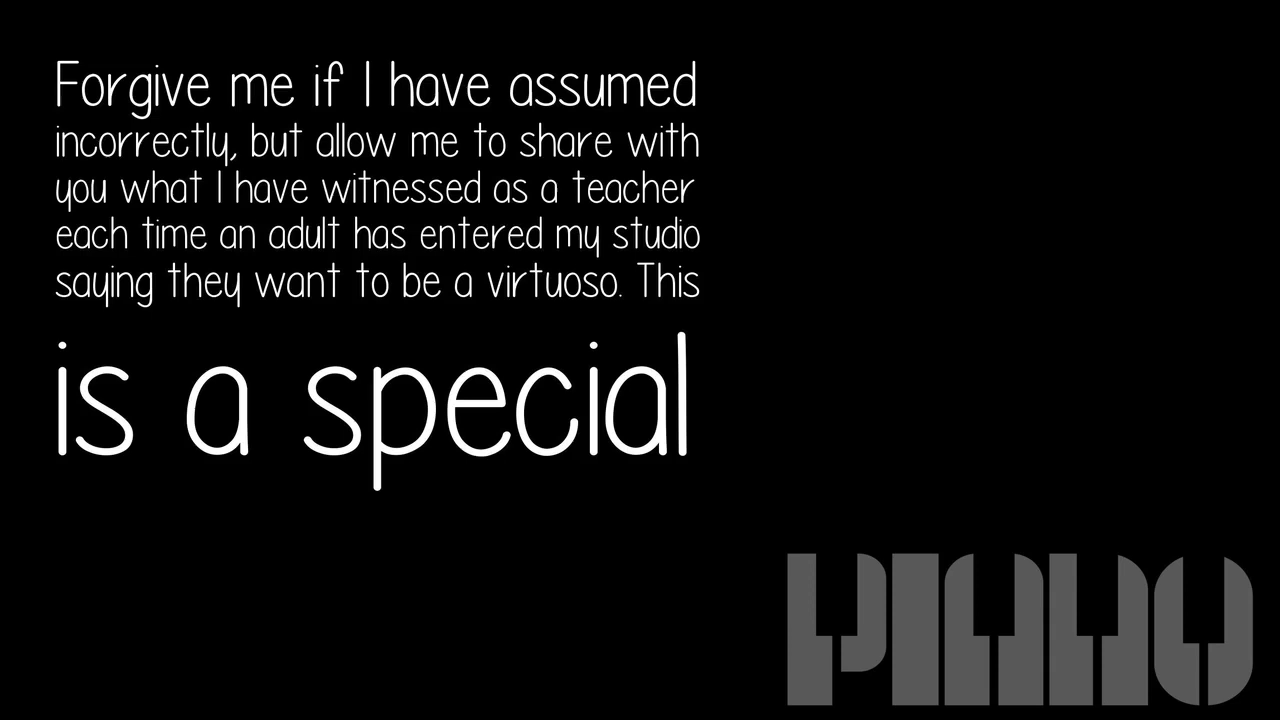 Forgive me if I have assumed
incorrectly, but allow me to share with
you what I have witnessed as a teacher
each time an adult has entered my studio
saying they want to be a virtuoso. This
is a special
PIANO